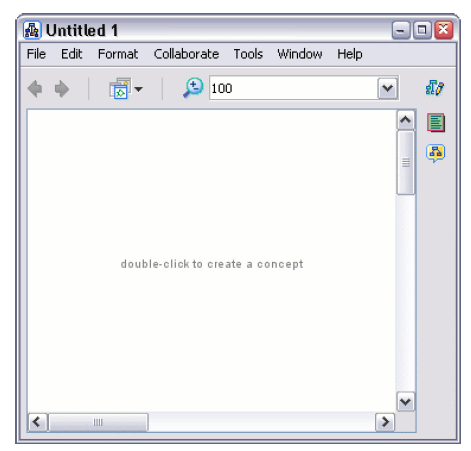 Untitled 1
File Edit Format Collaborate Tools Window Help
100
double-click to create a concept